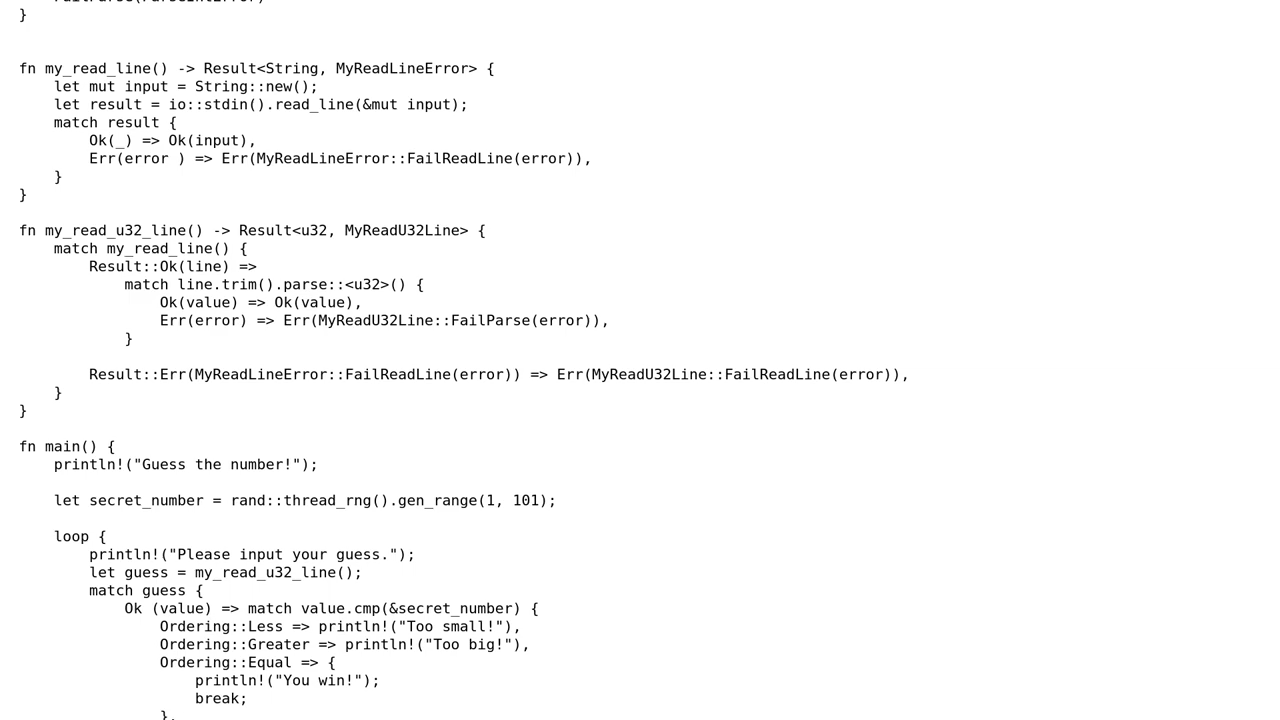 }
fn my_read_line() -> Result<String, MyReadLineError> {
    let mut input = String::new();
    let result = io::stdin().read_line(&mut input);
    match result {
        Ok(_) => Ok(input),
        Err(error ) => Err(MyReadLineError::FailReadLine(error)),
    }
}
fn my_read_u32_line() -> Result<u32, MyReadU32Line> {
    match my_read_line() {
        Result::Ok(line) =>
            match line.trim().parse::<u32>() {
                Ok(value) => Ok(value),
                Err(error) => Err(MyReadU32Line::FailParse(error)),
            }
        Result::Err(MyReadLineError::FailReadLine(error)) => Err(MyReadU32Line::FailReadLine(error)),
    }
}
fn main() {
    println!("Guess the number!");
    let secret_number = rand::thread_rng().gen_range(1, 101);
    loop {
        println!("Please input your guess.");
        let guess = my_read_u32_line();
        match guess {
            Ok (value) => match value.cmp(&secret_number) {
                Ordering::Less => println!("Too small!"),
                Ordering::Greater => println!("Too big!"),
                Ordering::Equal => {
                    println!("You win!");
                    break;
                },